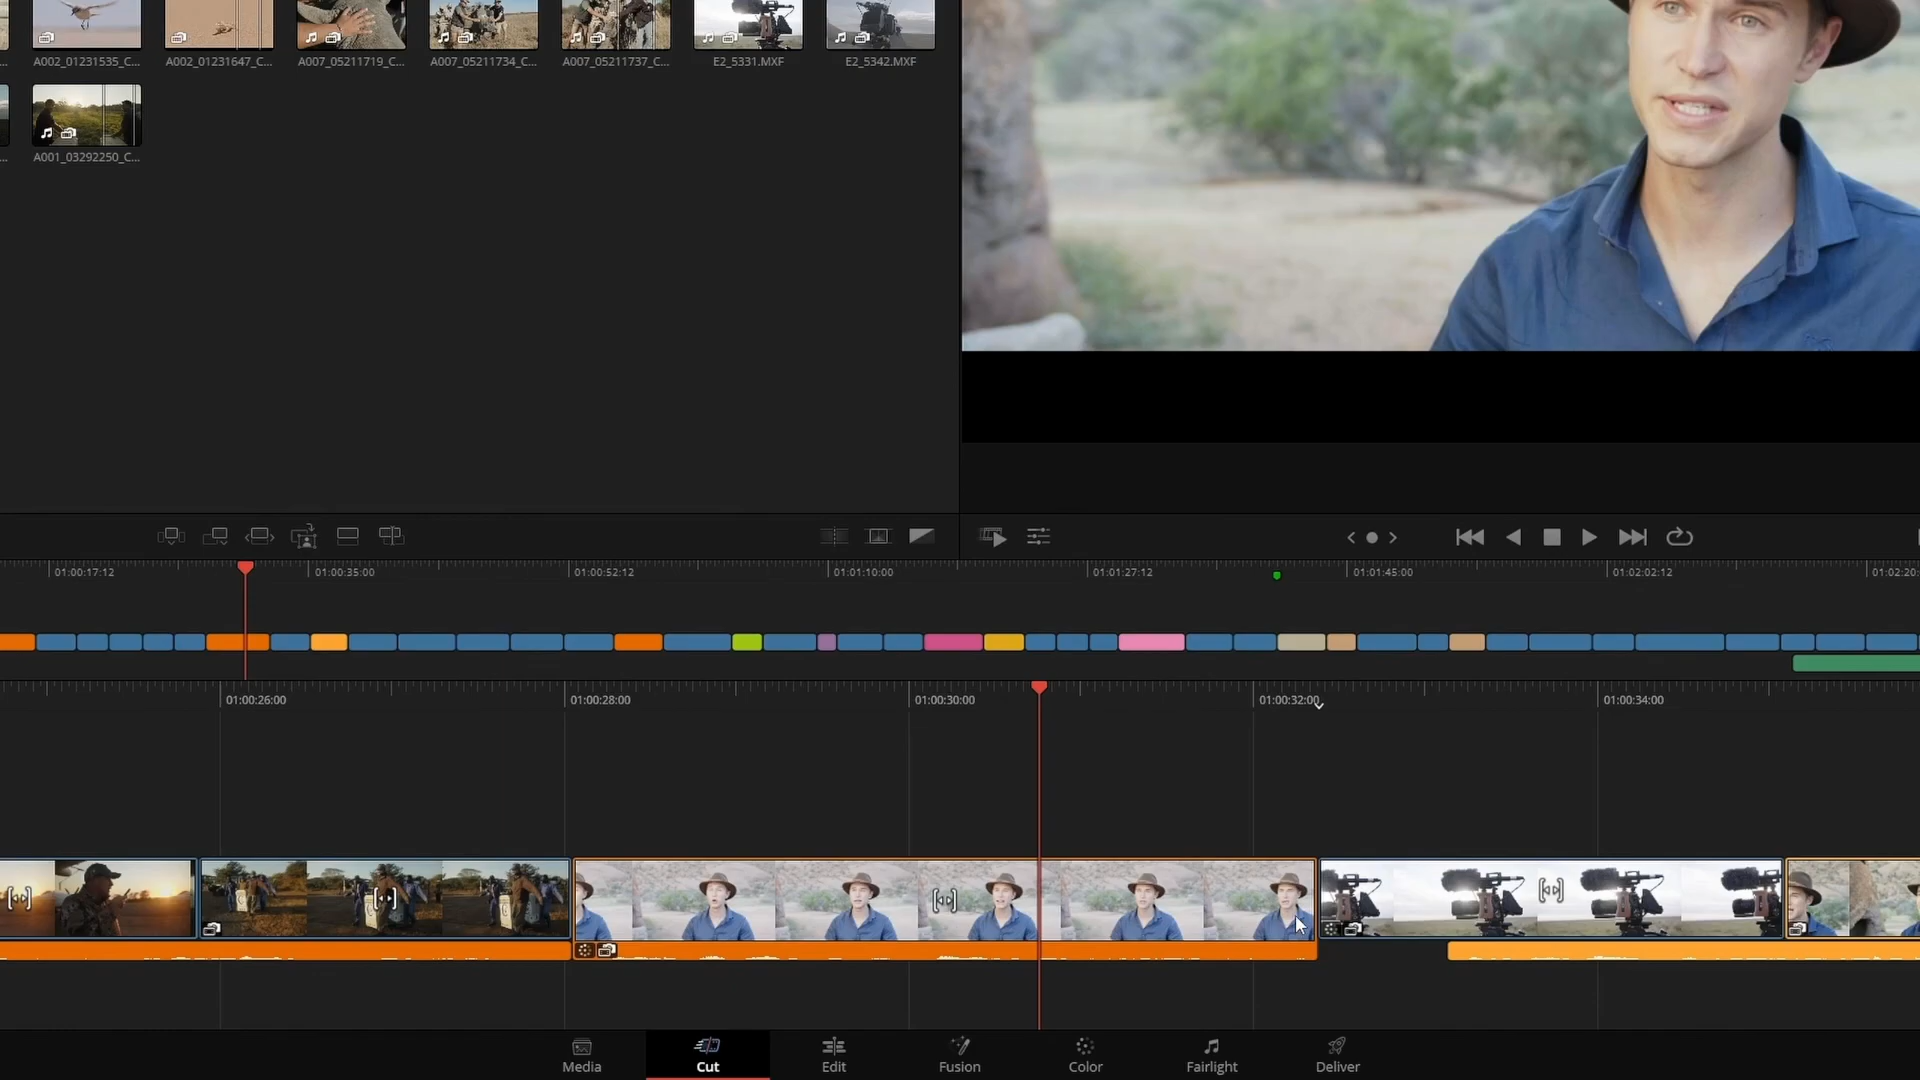 A002_01231535_C...
A002_01231647_C...
A007_05211719_C...
A007_05211734_C...
A007_05211737_C...
E2_5331.MXF
E2_5342.MXF
...
A001_03292250_C...
01:00:17:12
01:00:35:00
01:00:52:12
01:01:10:00
01:01:27:12
01:01:45:00
01:02:02:12
01:02:20:
01:00:26:00
01:00:28:00
01:00:30:00
01:00:32:00
01:00:34:00
Media
Cut
Edit
Fusion
Color
Fairlight
Deliver